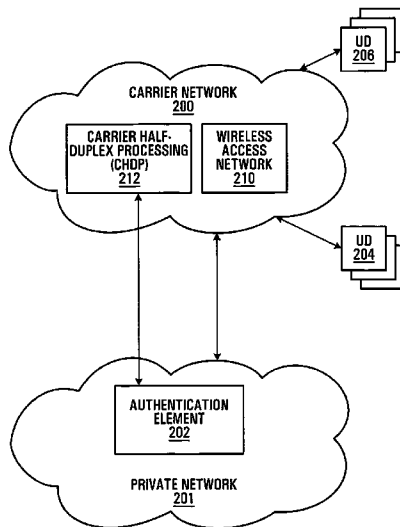 UD
206
CARRIER NETWORK
200
CARRIER HALF-
DUPLEX PROCESSING
(CHDP)
212
WIRELESS
ACCESS
NETWORK
210
UD
204
AUTHENTICATION
ELEMENT
202
PRIVATE NETWORK
201